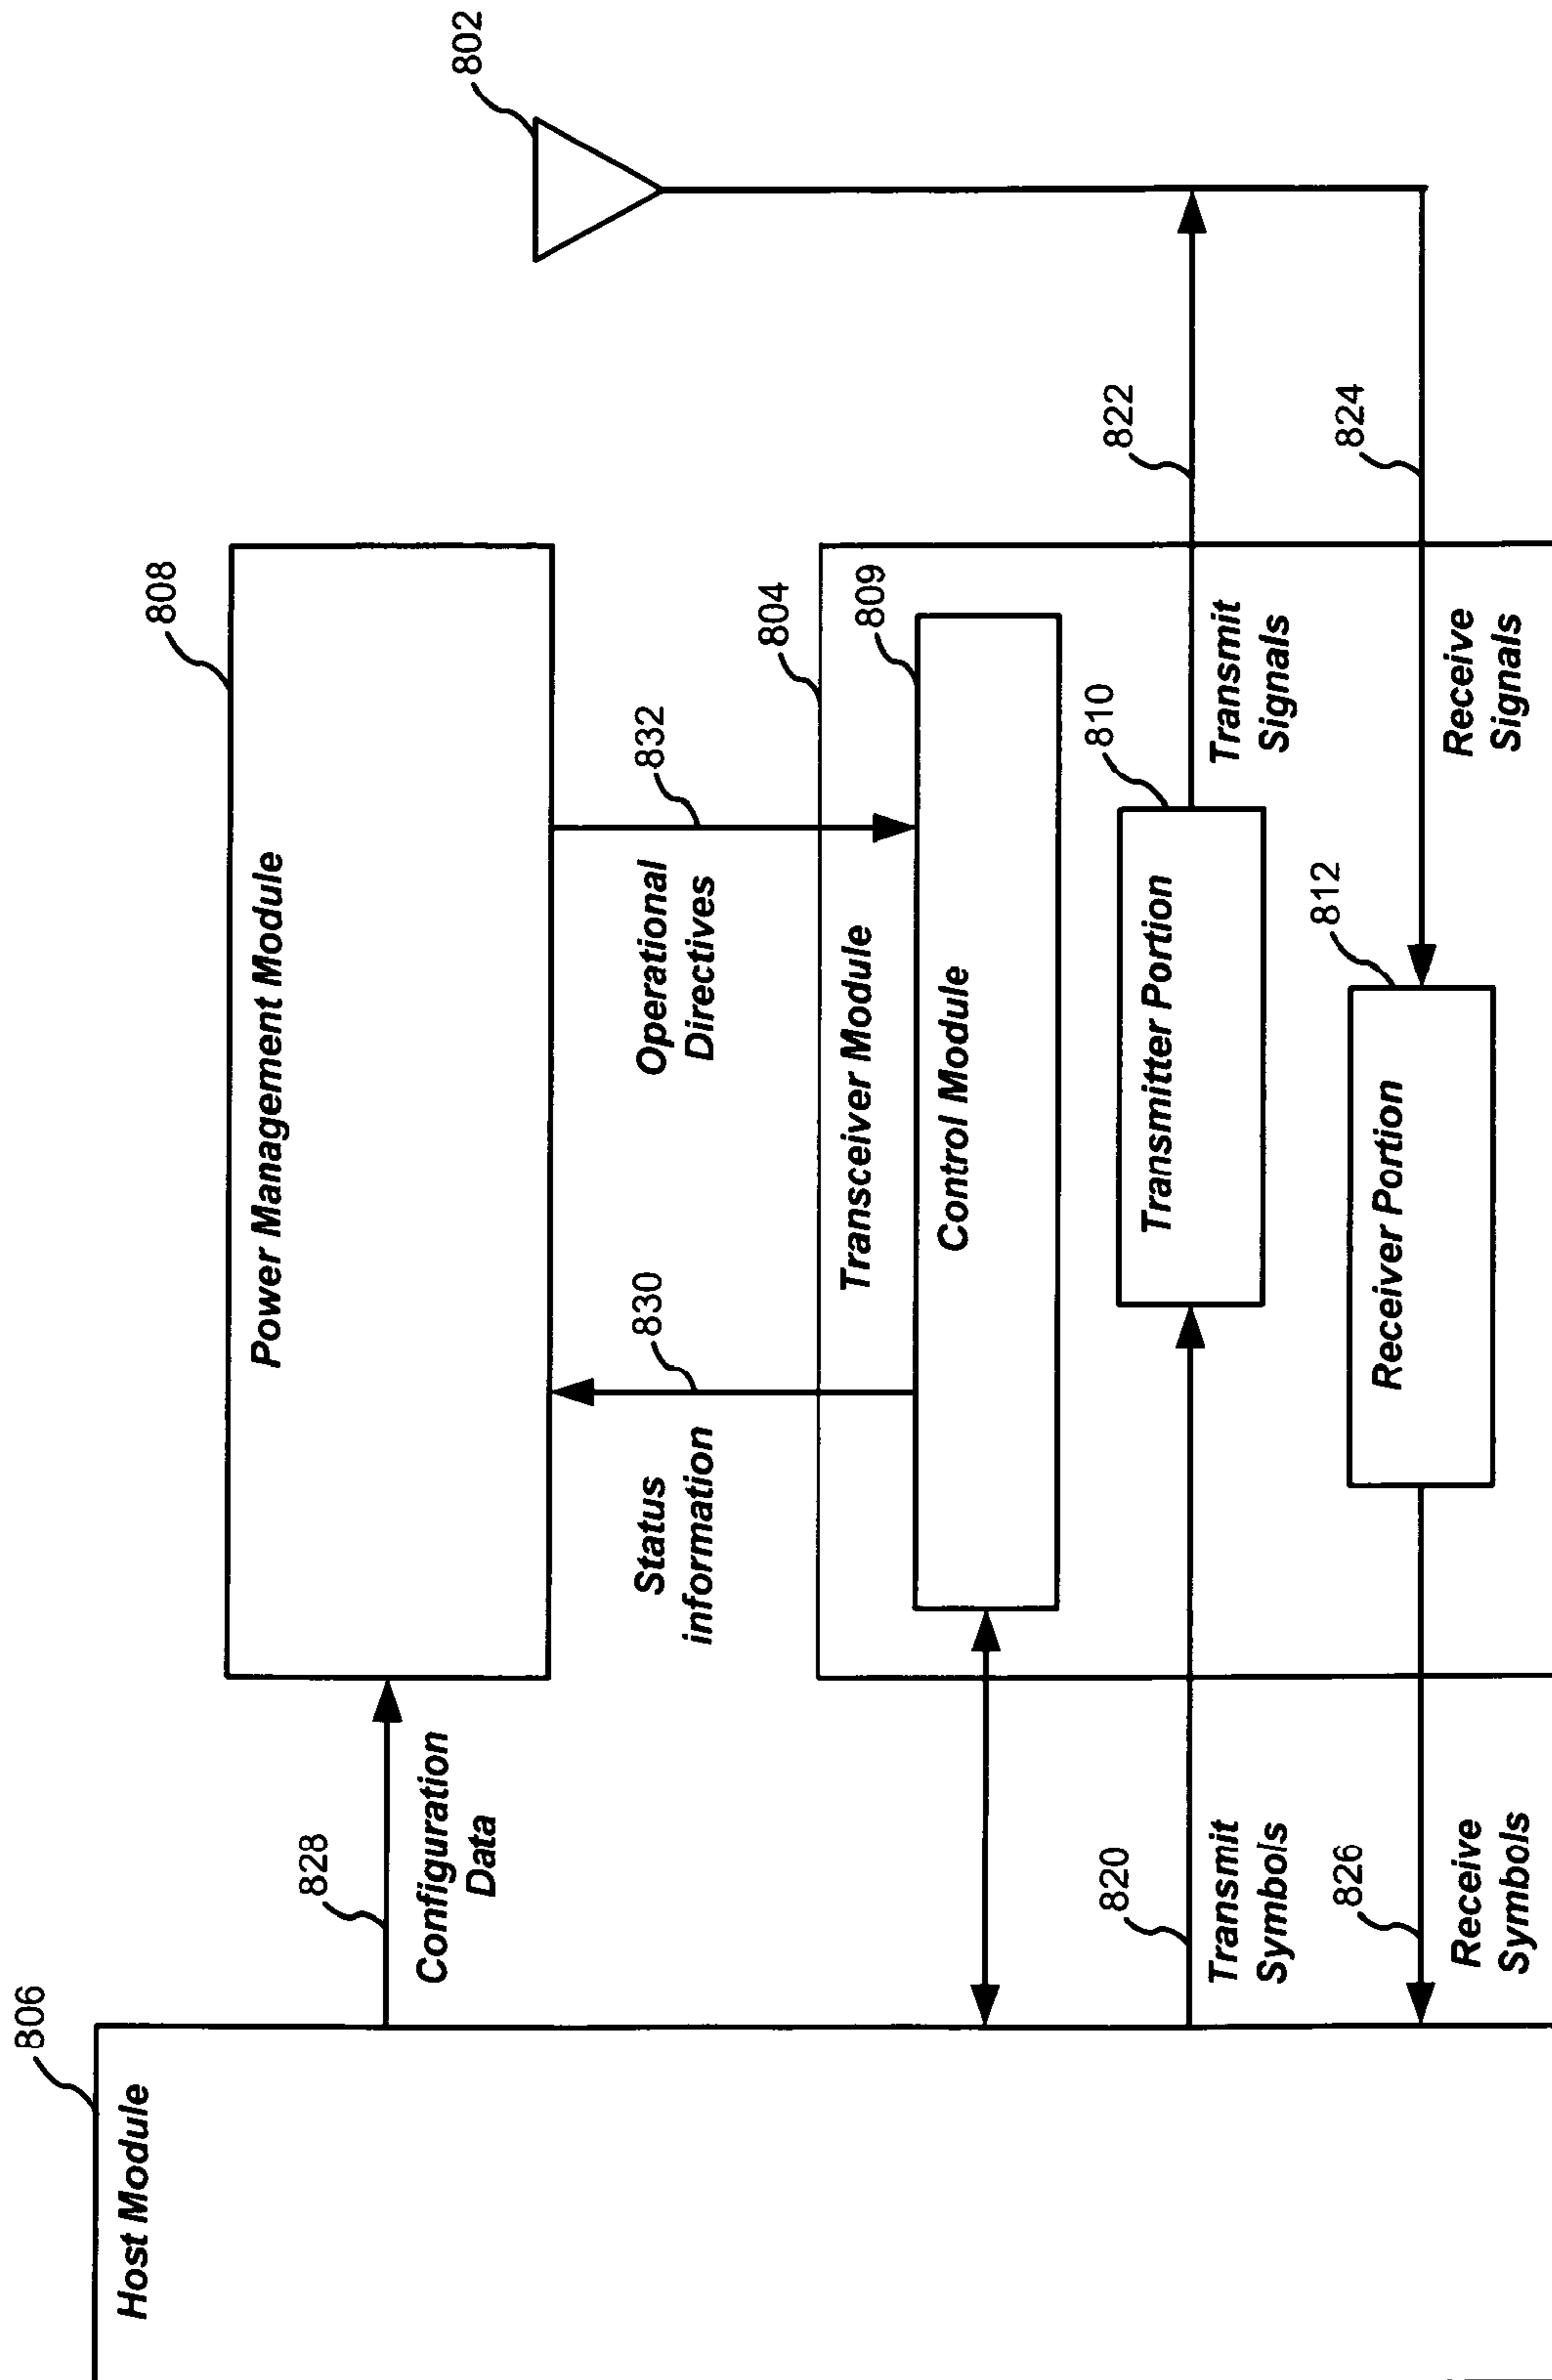 806
Host Module
828
Configuration
Data
808
Power Management Module
802
Status
information
830
Operational
Directives
832
804
Transceiver Module
809
Control Module
820
Transmit
Symbols
810
Transmitter Portion
822
Transmit
Signals
826
Receive
Symbols
812
Receiver Portion
824
Receive
Signals